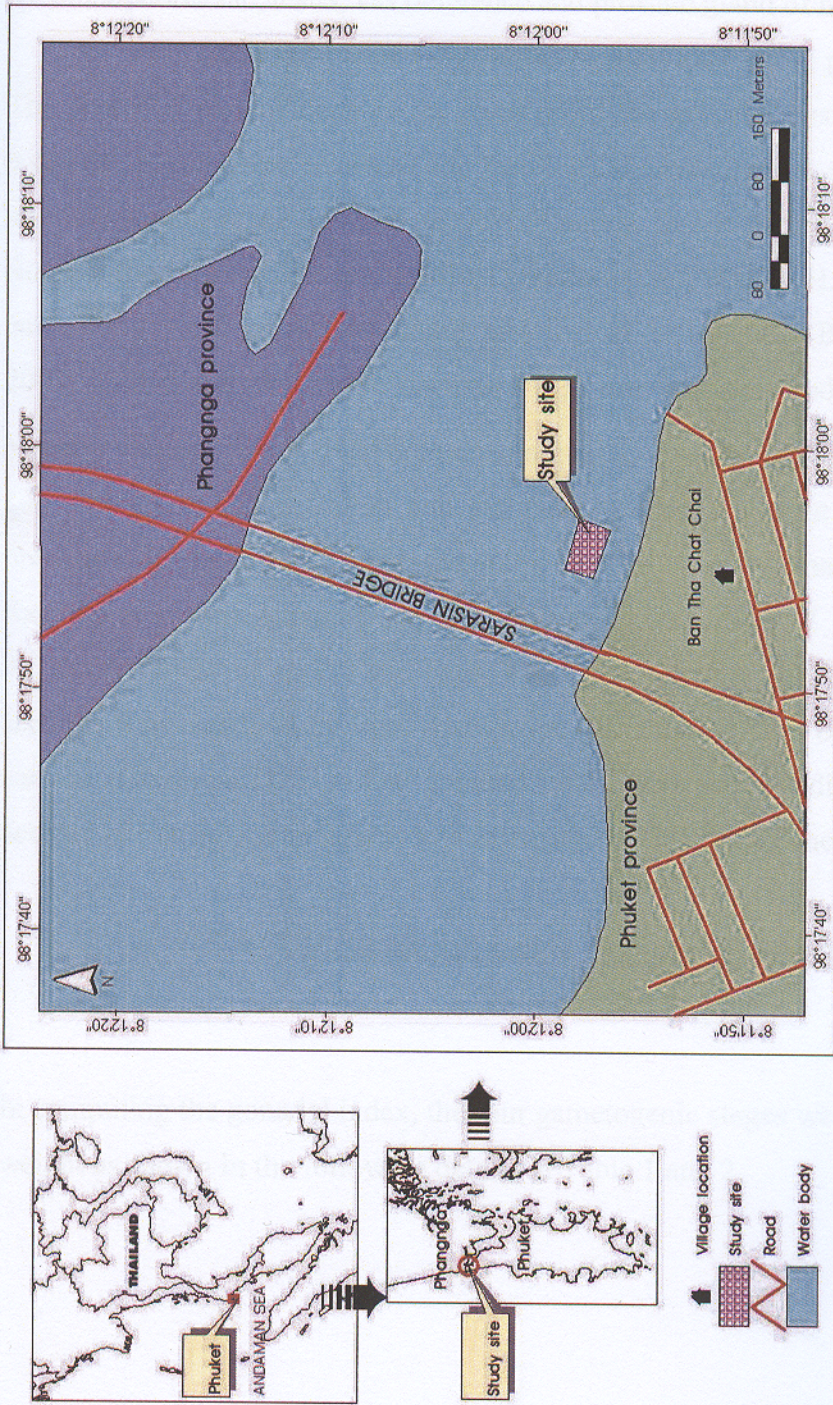 THAILAND
Phuket
ANDAMAN SEA
Phangnga
Phuket
Study site
Village location
Study site
Road
Water body
98°17'40"
98°17'50"
98°18'00"
98°18'10"
8°12'20"
8°12'10"
8°12'00"
8°11'50"
8°12'20"
8°12'10"
8°12'00"
8°11'50"
N
Phangnga province
SARASIN BRIDGE
Study site
Phuket province
Ban Tha Chat Chai
80 0 80 160 Meters
98°17'40"
98°17'50"
98°18'00"
98°18'10"